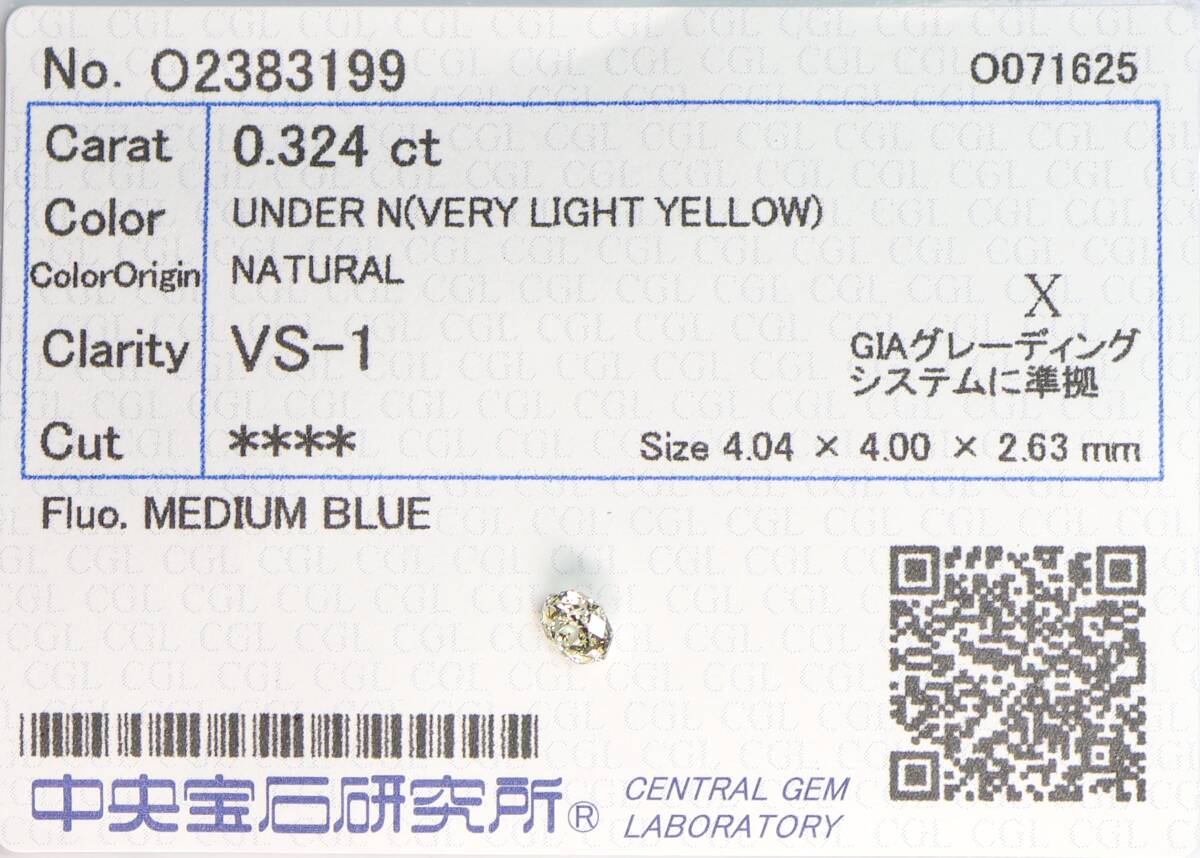 No. O2383199
O071625
Carat 0.324 ct
Color UNDER N(VERY LIGHT YELLOW)
ColorOrigin NATURAL
X
Clarity VS-1
GIAグレーディング
システムに準拠
Cut ****
Size 4.04 × 4.00 × 2.63 mm
Fluo. MEDIUM BLUE
中央宝石研究所®
CENTRAL GEM
LABORATORY